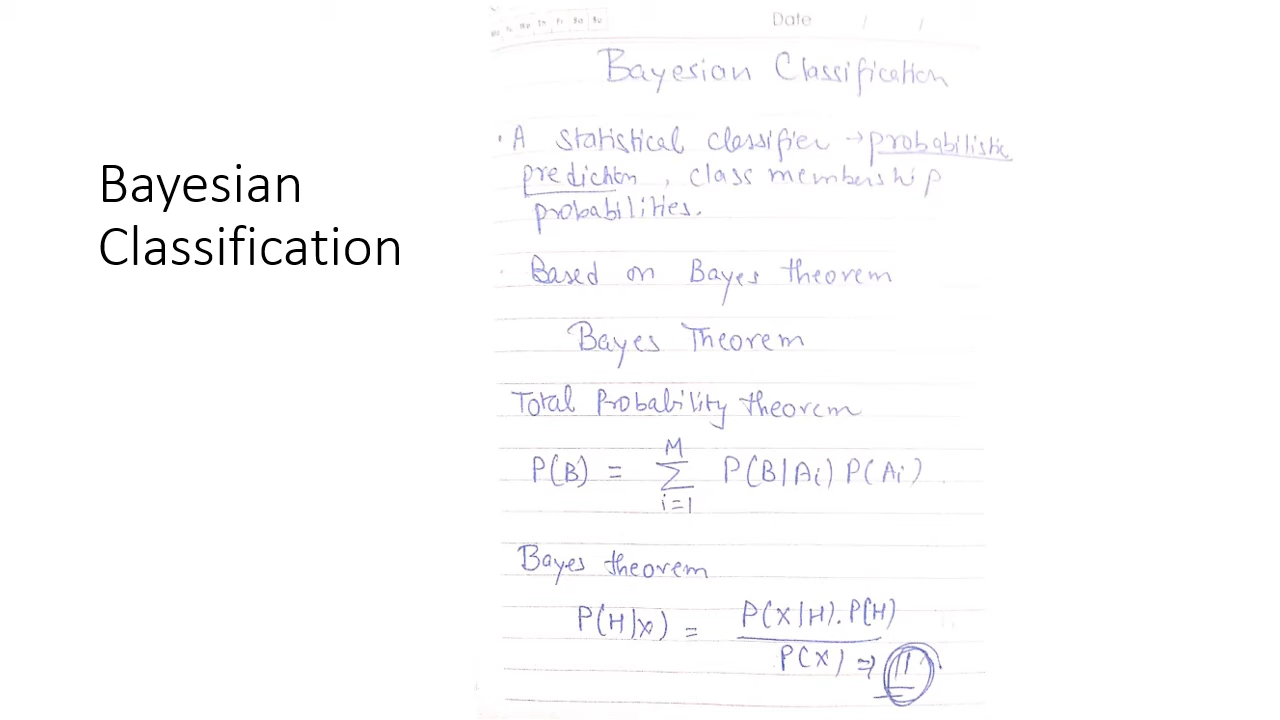 Bayesian
Classification
Date / /
Bayesian Classification
· A statistical classifier → probabilistic
prediction, class membership
probabilities.
· Based on Bayes theorem
Bayes Theorem
Total Probability theorem
P(B) = M∑i=1 P(B|Ai) P(Ai)
Bayes theorem
P(H|X) = P(X|H). P(H)
P(X) ⇒ 11